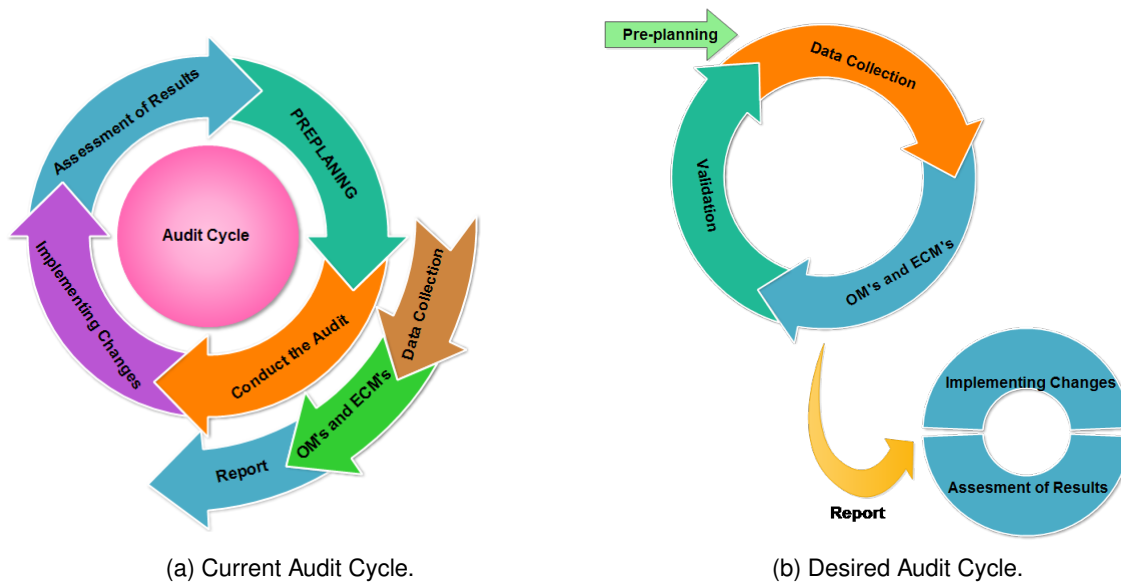 Assessment of Results
PREPLANING
Audit Cycle
Implementing Changes
Conduct the Audit
Data Collection
OM's and ECM's
Report
(a) Current Audit Cycle.
Pre-planning
Data Collection
Validation
OM's and ECM's
Implementing Changes
Assesment of Results
Report
(b) Desired Audit Cycle.